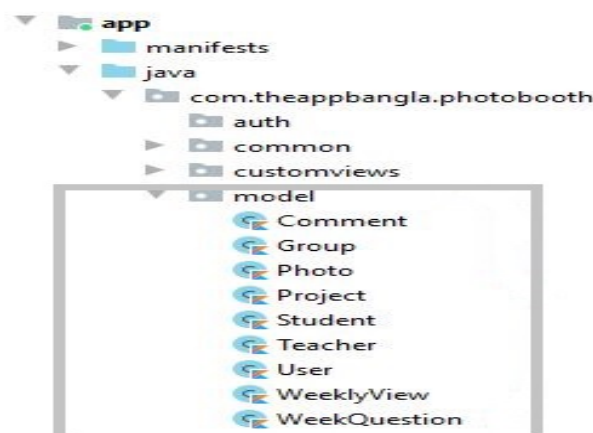 app
manifests
java
com.theappbangla.photobooth
auth
common
customviews
model
Comment
Group
Photo
Project
Student
Teacher
User
WeeklyView
WeekQuestion